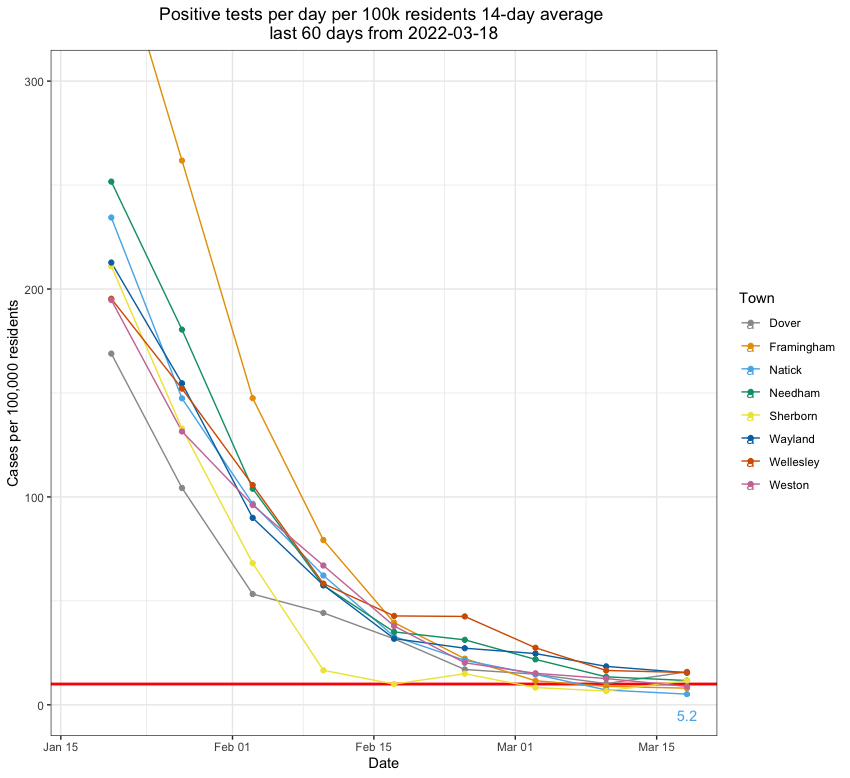 Positive tests per day per 100k residents 14-day average
last 60 days from 2022-03-18
Cases per 100,000 residents
300
200
100
0
Jan 15
Feb 01
Feb 15
Mar 01
Mar 15
Date
5.2
Town
a Dover
a Framingham
a Natick
a Needham
a Sherborn
a Wayland
a Wellesley
a Weston